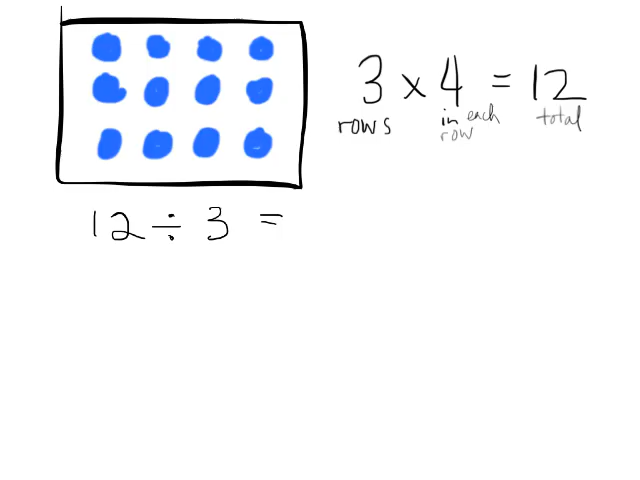 3 × 4 = 12
rows in each row total
12 ÷ 3 =